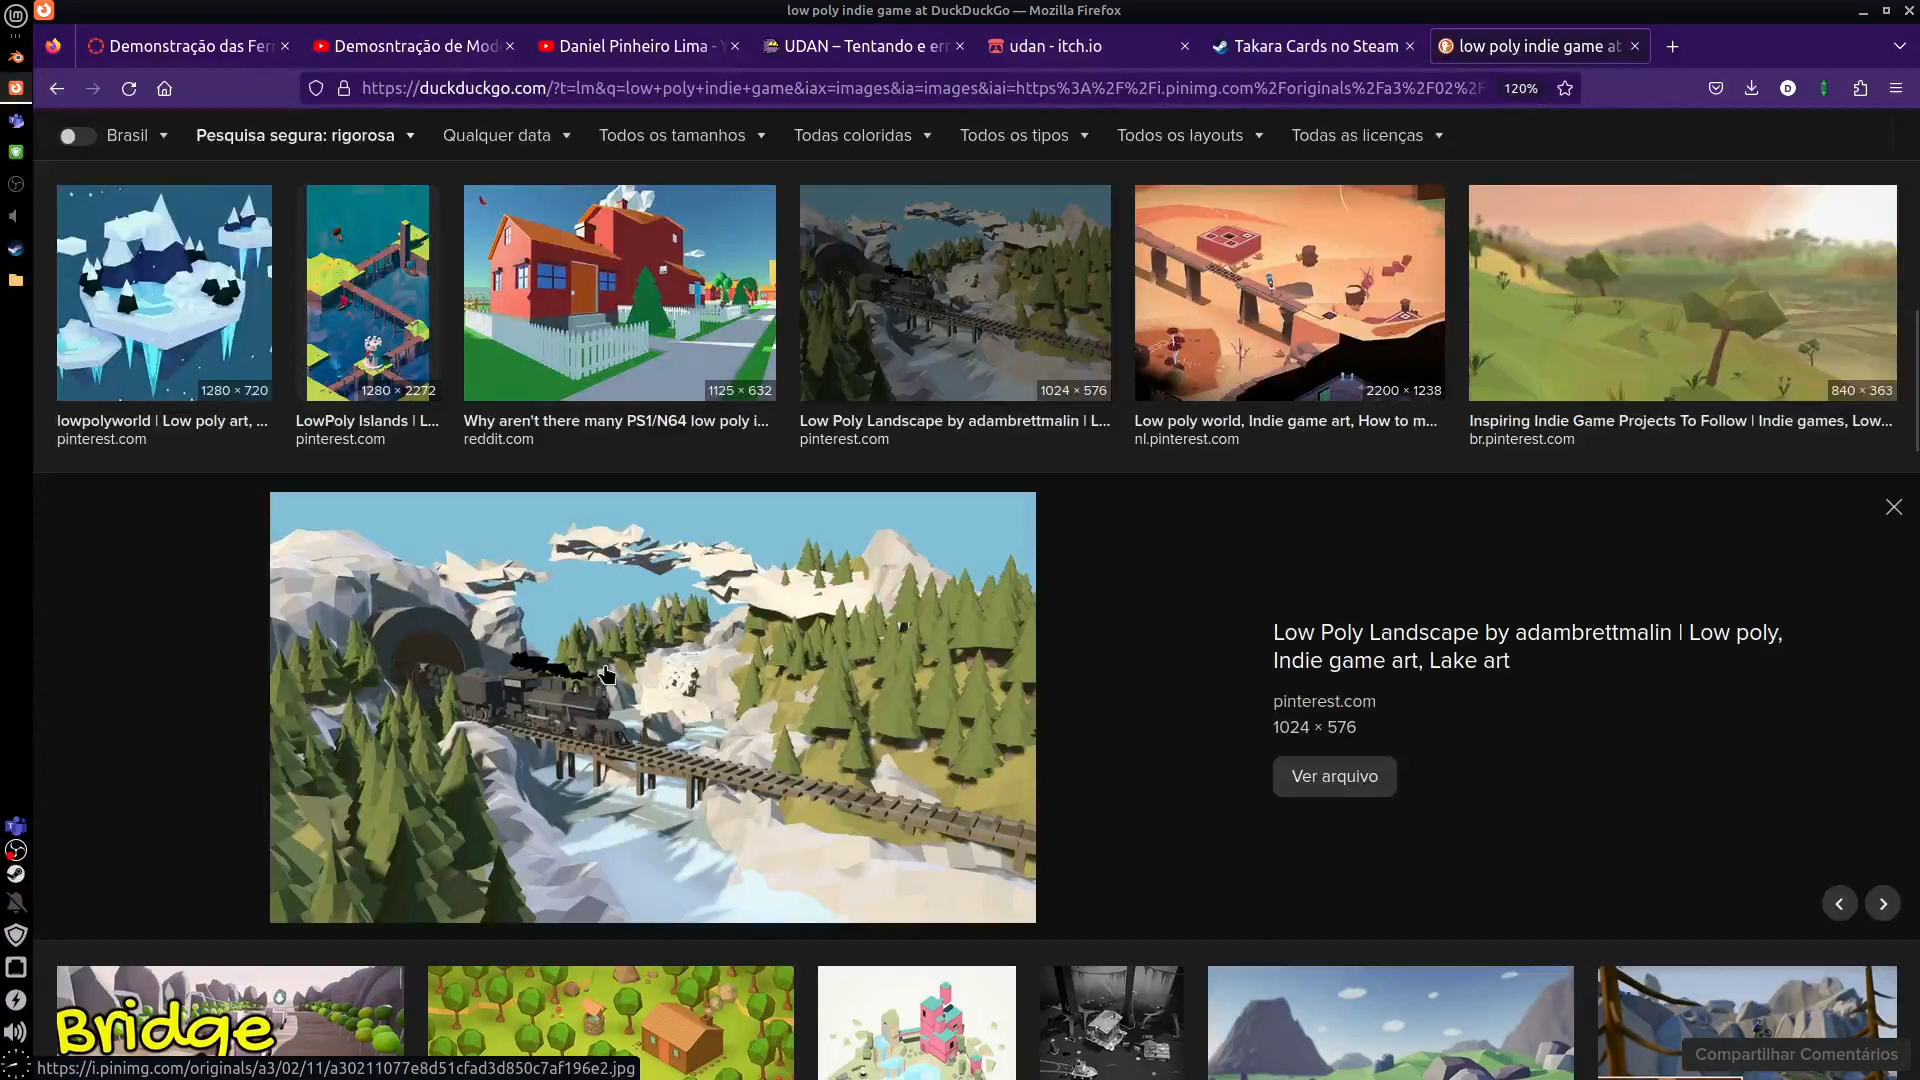 low poly indie game at DuckDuckGo — Mozilla Firefox
Demonstração das Fer
Demosntração de Mod
Daniel Pinheiro Lima - Y
UDAN – Tentando e err
udan - itch.io
Takara Cards no Steam
low poly indie game at
https://duckduckgo.com/?t=lm&q=low+poly+indie+game&iax=images&ia=images&iai=https%3A%2F%2Fi.pinimg.com%2Foriginals%2Fa3%2F02%2F
120%
Brasil
Pesquisa segura: rigorosa
Qualquer data
Todos os tamanhos
Todas coloridas
Todos os tipos
Todos os layouts
Todas as licenças
1280 × 720
1280 × 2272
1125 × 632
1024 × 576
2200 × 1238
840 × 363
lowpolyworld | Low poly art, ...
pinterest.com
LowPoly Islands | L...
pinterest.com
Why aren't there many PS1/N64 low poly i...
reddit.com
Low Poly Landscape by adambrettmalin | L...
pinterest.com
Low poly world, Indie game art, How to m...
nl.pinterest.com
Inspiring Indie Game Projects To Follow | Indie games, Low...
br.pinterest.com
Low Poly Landscape by adambrettmalin | Low poly,
Indie game art, Lake art
pinterest.com
1024 × 576
Ver arquivo
Bridge
Compartilhar Comentários
https://i.pinimg.com/originals/a3/02/11/a30211077e8d51cfad3d850c7af196e2.jpg